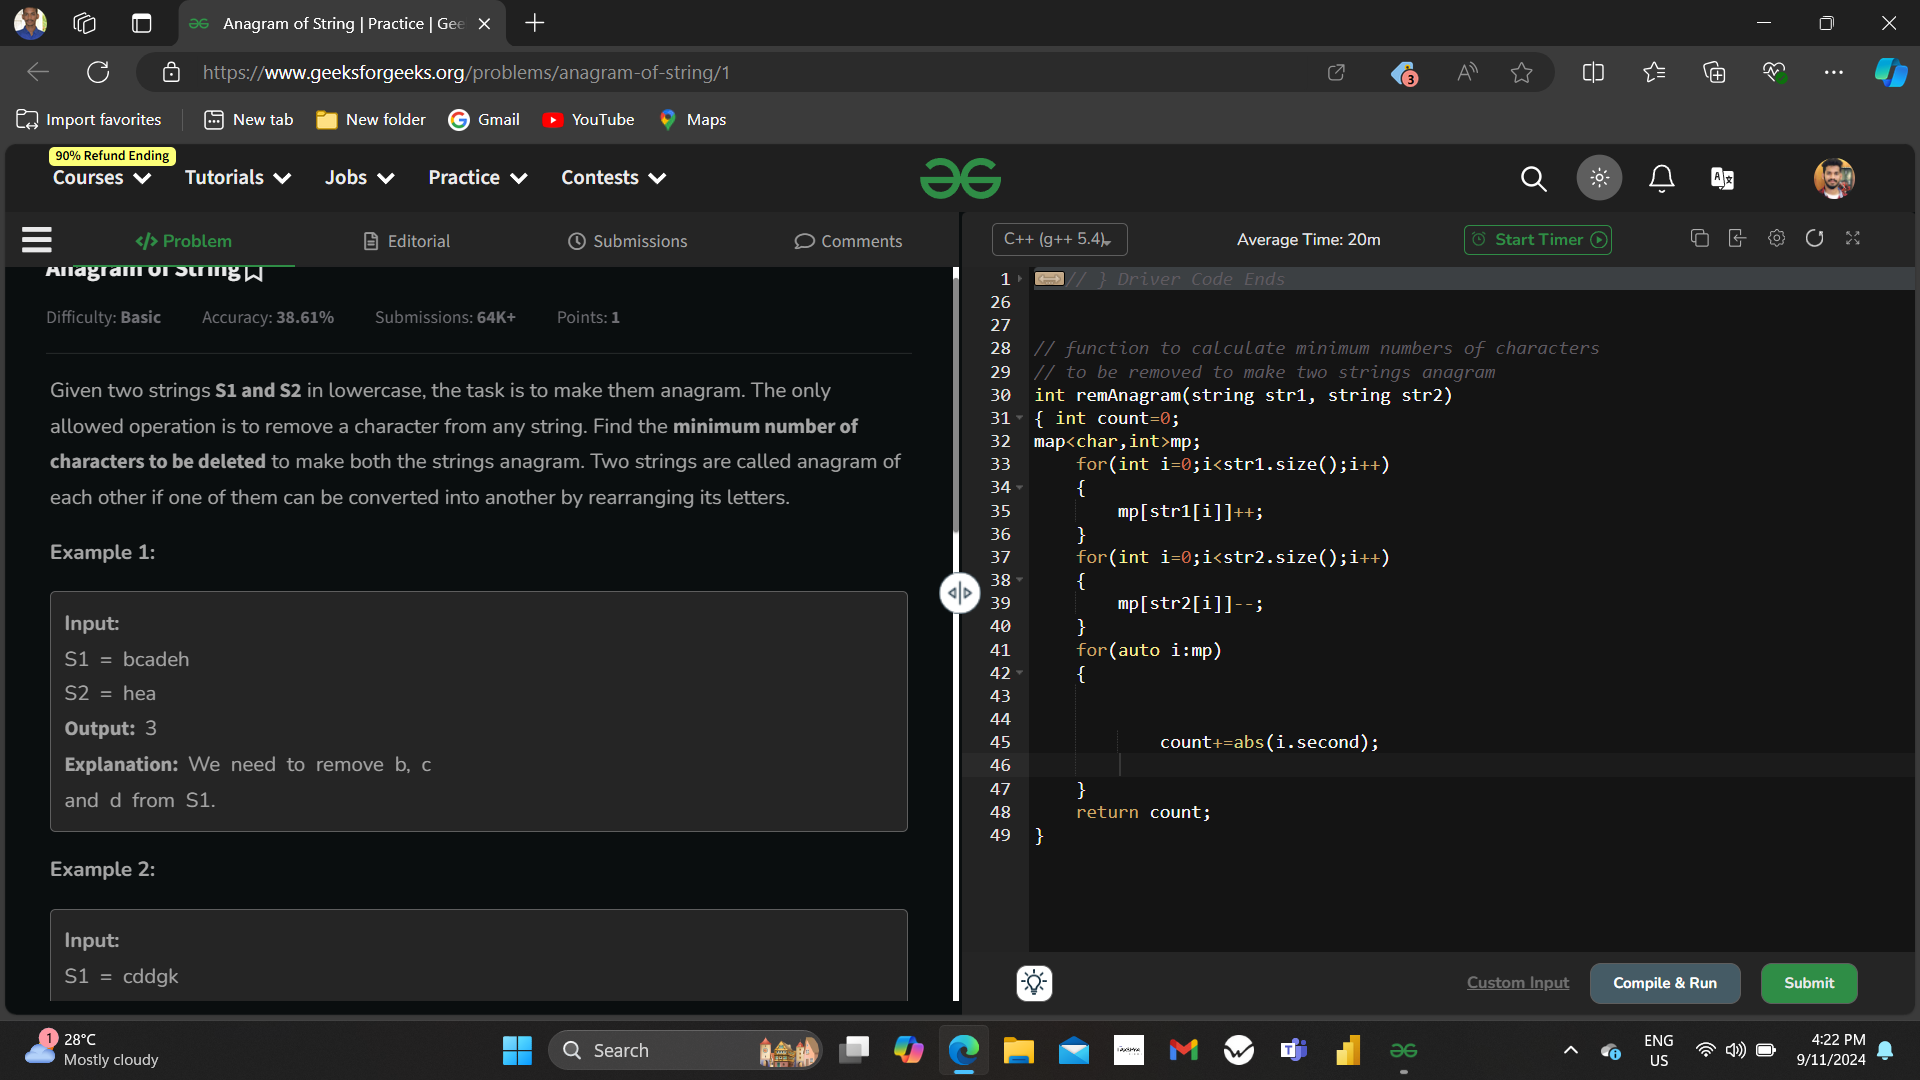 Anagram of String | Practice | Gee
https://www.geeksforgeeks.org/problems/anagram-of-string/1
3
Import favorites
New tab
New folder
Gmail
YouTube
Maps
90% Refund Ending
Courses
Tutorials
Jobs
Practice
Contests
Problem
Editorial
Submissions
Comments
C++ (g++ 5.4)
Average Time: 20m
Start Timer
Anagram of String
Difficulty: Basic
Accuracy: 38.61%
Submissions: 64K+
Points: 1
Given two strings S1 and S2 in lowercase, the task is to make them anagram. The only
allowed operation is to remove a character from any string. Find the minimum number of
characters to be deleted to make both the strings anagram. Two strings are called anagram of
each other if one of them can be converted into another by rearranging its letters.
Example 1:
Input:
S1 = bcadeh
S2 = hea
Output: 3
Explanation: We need to remove b, c
and d from S1.
Example 2:
Input:
S1 = cddgk
1 // } Driver Code Ends
26
27
28 // function to calculate minimum numbers of characters
29 // to be removed to make two strings anagram
30 int remAnagram(string str1, string str2)
31 { int count=0;
32 map<char,int>mp;
33 for(int i=0;i<str1.size();i++)
34 {
35 mp[str1[i]]++;
36 }
37 for(int i=0;i<str2.size();i++)
38 {
39 mp[str2[i]]--;
40 }
41 for(auto i:mp)
42 {
43
44
45 count+=abs(i.second);
46
47 }
48 return count;
49 }
Custom Input
Compile & Run
Submit
1
28°C
Mostly cloudy
Search
ENG
US
4:22 PM
9/11/2024